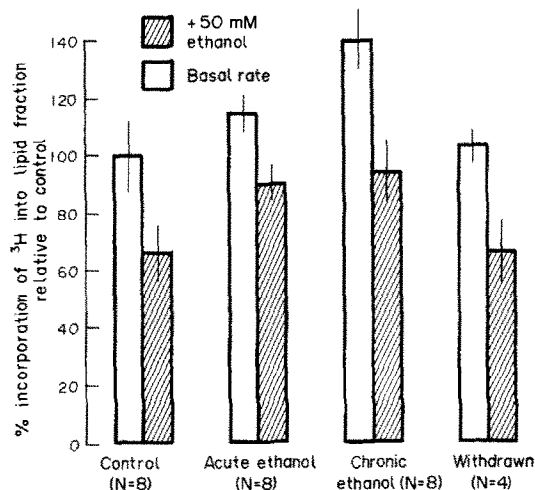 +50 mM
ethanol
Basal rate
% incorporation of ³H into lipid fraction
relative to control
140
120
100
80
60
40
20
0
Control
(N=8)
Acute ethanol
(N=8)
Chronic
ethanol (N=8)
Withdrawn
(N=4)